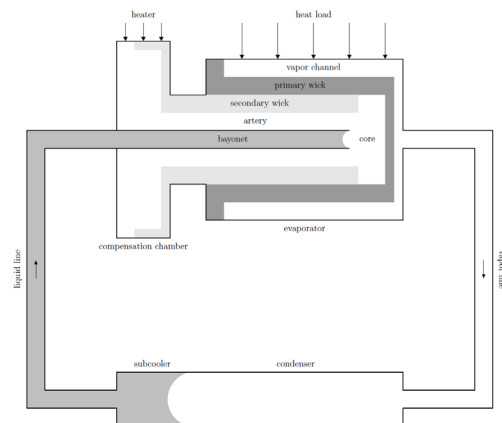 heater
heat load
vapor channel
primary wick
secondary wick
artery
bayonet
core
evaporator
compensation chamber
liquid line
vapor line
subcooler
condenser